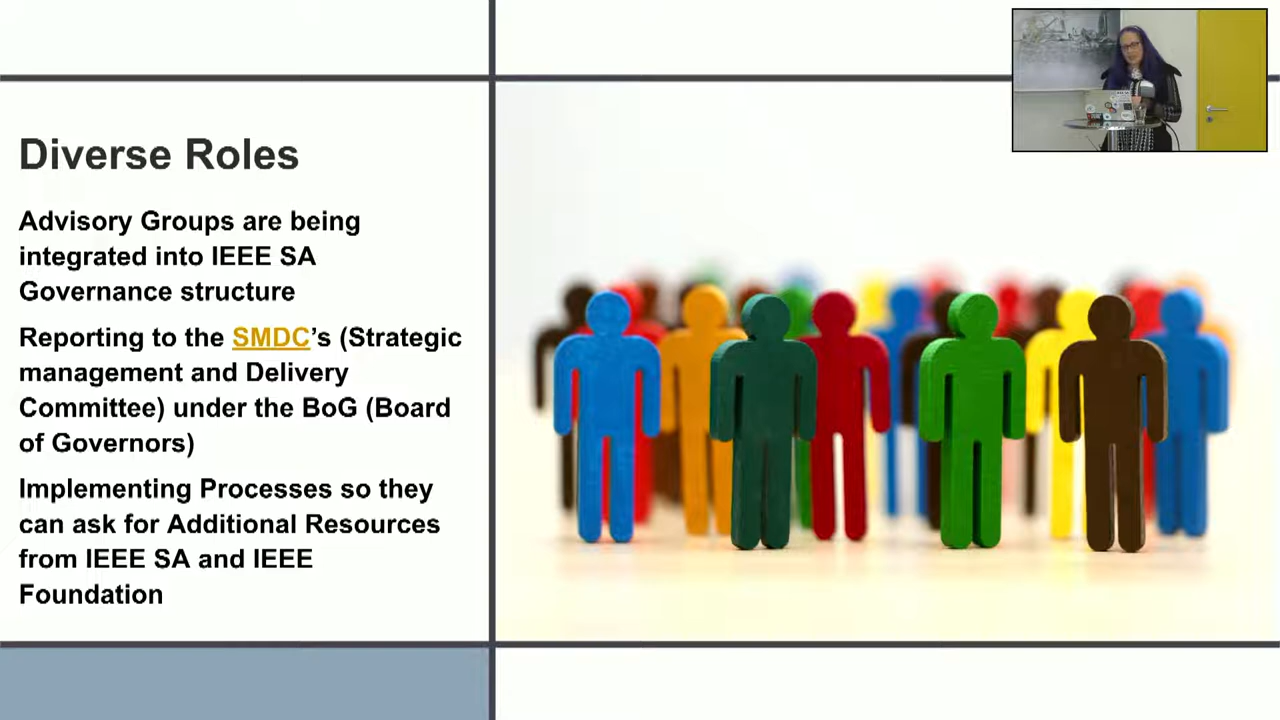 Diverse Roles
Advisory Groups are being
integrated into IEEE SA
Governance structure
Reporting to the SMDC’s (Strategic
management and Delivery
Committee) under the BoG (Board
of Governors)
Implementing Processes so they
can ask for Additional Resources
from IEEE SA and IEEE
Foundation